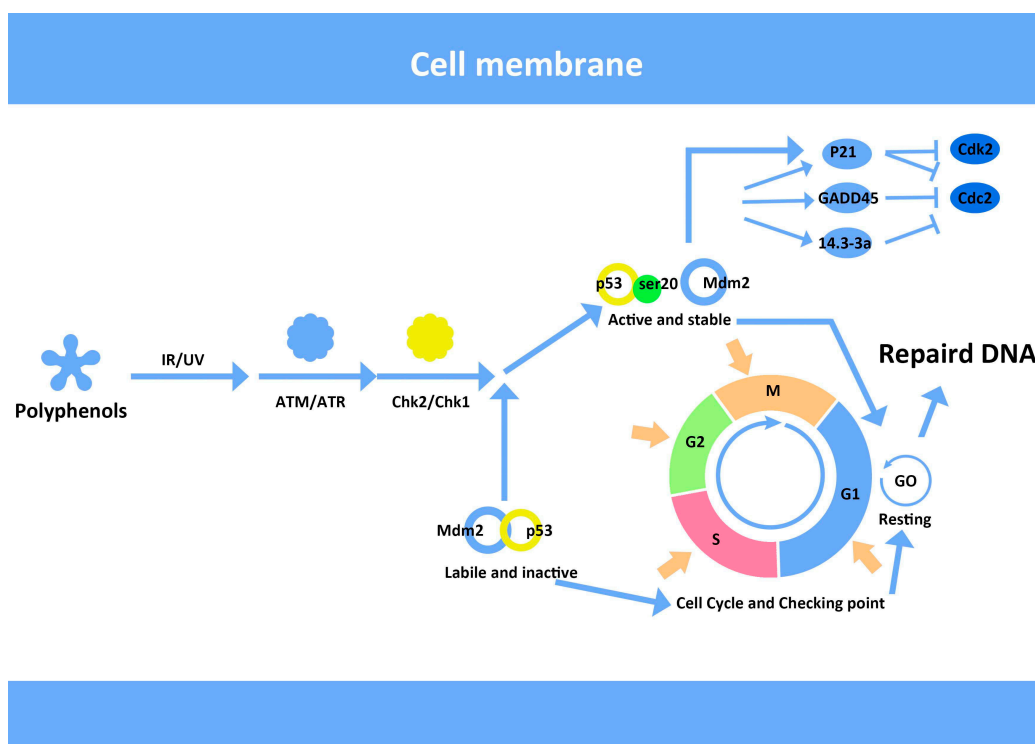 Cell membrane
P21
Cdk2
GADD45
Cdc2
14.3-3a
p53
ser20
Mdm2
Active and stable
IR/UV
Repaird DNA
Polyphenols
ATM/ATR
Chk2/Chk1
M
G2
G1
GO
Resting
S
Mdm2
p53
Labile and inactive
Cell Cycle and Checking point